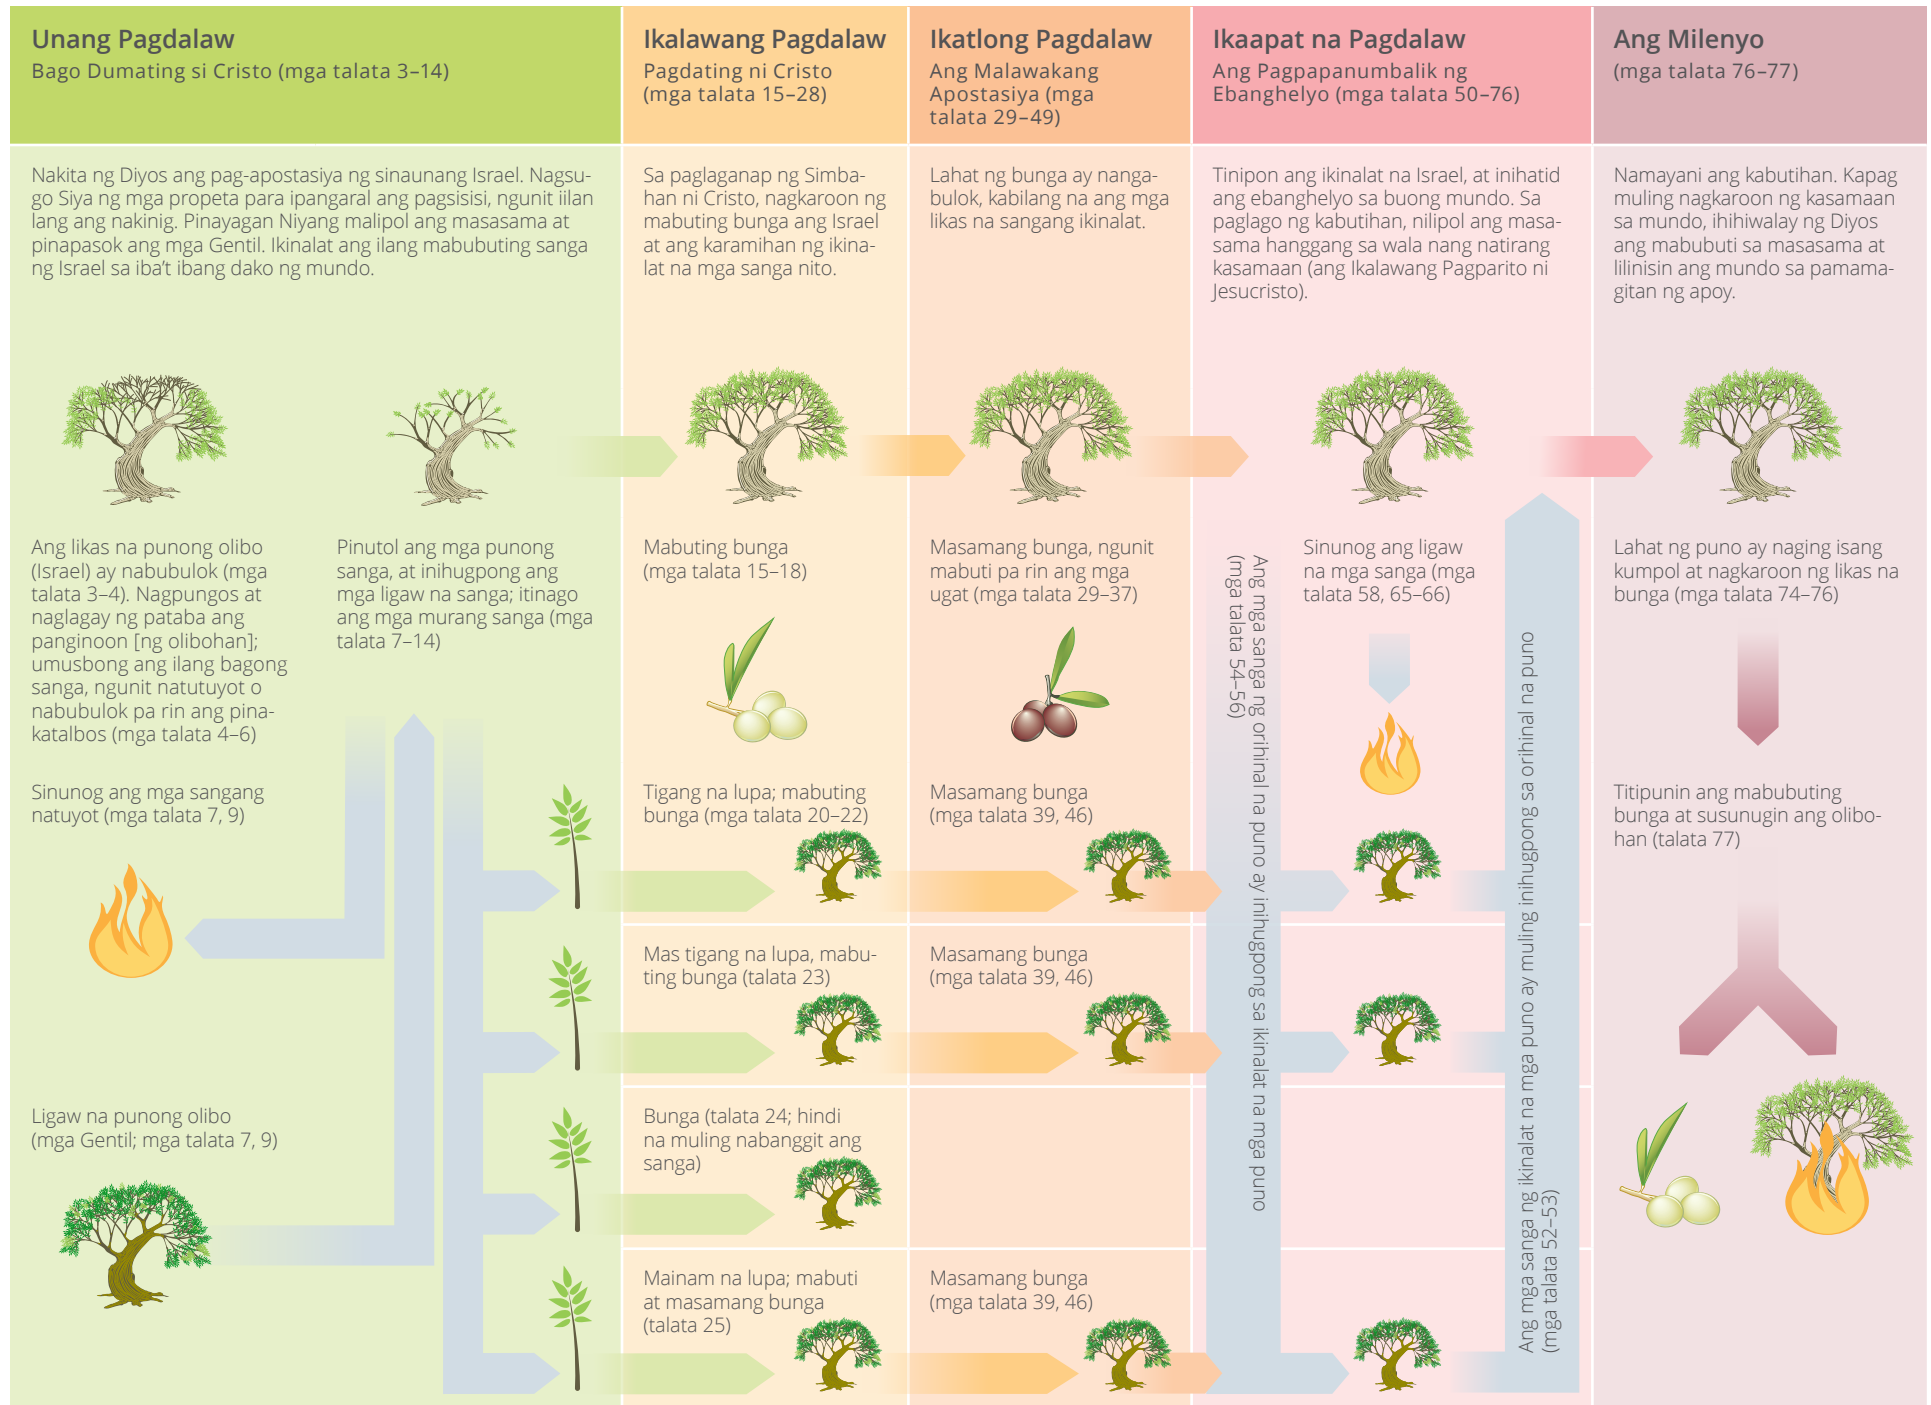 Unang Pagdalaw
Bago Dumating si Cristo (mga talata 3–14)
Nakita ng Diyos ang pag-apostasiya ng sinaunang Israel. Nagsu-
go Siya ng mga propeta para ipangaral ang pagsisisi, ngunit iilan
lang ang nakinig. Pinayagan Niyang malipol ang masasama at
pinapasok ang mga Gentil. Ikinalat ang ilang mabubuting sanga
ng Israel sa iba’t ibang dako ng mundo.
Ang likas na punong olibo
(Israel) ay nabubulok (mga
talata 3–4). Nagpungos at
naglagay ng pataba ang
panginoon [ng olibohan];
umusbong ang ilang bagong
sanga, ngunit natutuyot o
nabubulok pa rin ang pina-
katalbos (mga talata 4–6)
Pinutol ang mga punong
sanga, at inihugpong ang
mga ligaw na sanga; itinago
ang mga murang sanga (mga
talata 7–14)
Sinunog ang mga sangang
natuyot (mga talata 7, 9)
Ligaw na punong olibo
(mga Gentil; mga talata 7, 9)
Ikalawang Pagdalaw
Pagdating ni Cristo
(mga talata 15–28)
Sa paglaganap ng Simba-
han ni Cristo, nagkaroon ng
mabuting bunga ang Israel
at ang karamihan ng ikina-
lat na mga sanga nito.
Mabuting bunga
(mga talata 15–18)
Tigang na lupa; mabuting
bunga (mga talata 20–22)
Mas tigang na lupa, mabu-
ting bunga (talata 23)
Bunga (talata 24; hindi
na muling nabanggit ang
sanga)
Mainam na lupa; mabuti
at masamang bunga
(talata 25)
Ikatlong Pagdalaw
Ang Malawakang
Apostasiya (mga
talata 29–49)
Lahat ng bunga ay nanga-
bulok, kabilang na ang mga
likas na sangang ikinalat.
Masamang bunga, ngunit
mabuti pa rin ang mga
ugat (mga talata 29–37)
Masamang bunga
(mga talata 39, 46)
Masamang bunga
(mga talata 39, 46)
Masamang bunga
(mga talata 39, 46)
Ikaapat na Pagdalaw
Ang Pagpapanumbalik ng
Ebanghelyo (mga talata 50–76)
Tinipon ang ikinalat na Israel, at inihatid
ang ebanghelyo sa buong mundo. Sa
paglago ng kabutihan, nilipol ang masa-
sama hanggang sa wala nang natirang
kasamaan (ang Ikalawang Pagparito ni
Jesucristo).
Ang mga sanga ng orihinal na puno ay inihugpong sa ikinalat na mga puno
(mga talata 54–56)
Sinunog ang ligaw
na mga sanga (mga
talata 58, 65–66)
Ang mga sanga ng ikinalat na mga puno ay muling inihugpong sa orihinal na puno
(mga talata 52–53)
Ang Milenyo
(mga talata 76–77)
Namayani ang kabutihan. Kapag
muling nagkaroon ng kasamaan
sa mundo, ihihiwalay ng Diyos
ang mabubuti sa masasama at
lilinisin ang mundo sa pamama-
gitan ng apoy.
Lahat ng puno ay naging isang
kumpol at nagkaroon ng likas na
bunga (mga talata 74–76)
Titipunin ang mabubuting
bunga at susunugin ang olibo-
han (talata 77)